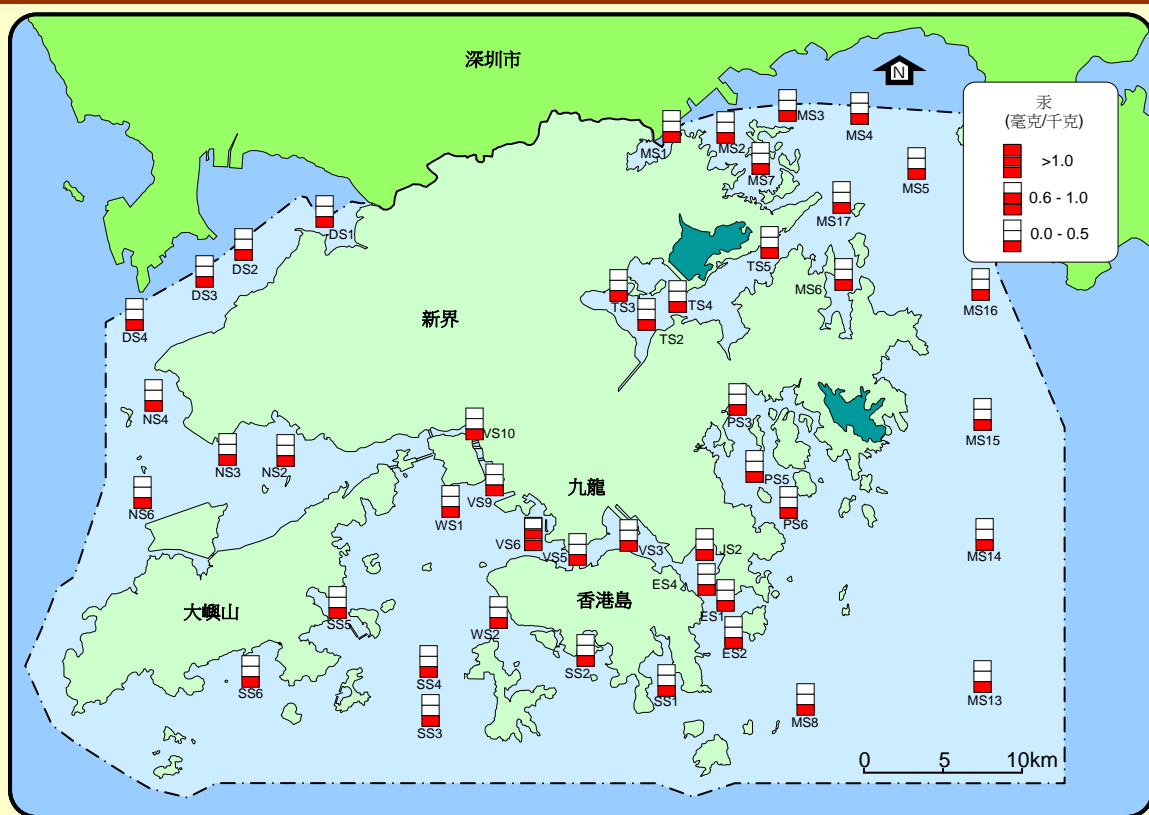 深圳市
N
汞
(毫克/千克)
>1.0
0.6 - 1.0
0.0 - 0.5
MS1
MS2
MS3
MS4
MS7
MS5
MS17
DS1
DS2
DS3
DS4
TS5
TS3
TS4
TS2
MS6
MS16
新界
NS4
NS3
NS2
NS6
VS10
VS9
WS1
九龍
PS3
PS5
PS6
MS15
MS14
VS6
VS5
VS3
JS2
ES4
ES1
ES2
大嶼山
香港島
SS5
WS2
SS6
SS4
SS3
SS2
SS1
MS8
MS13
0
5
10km